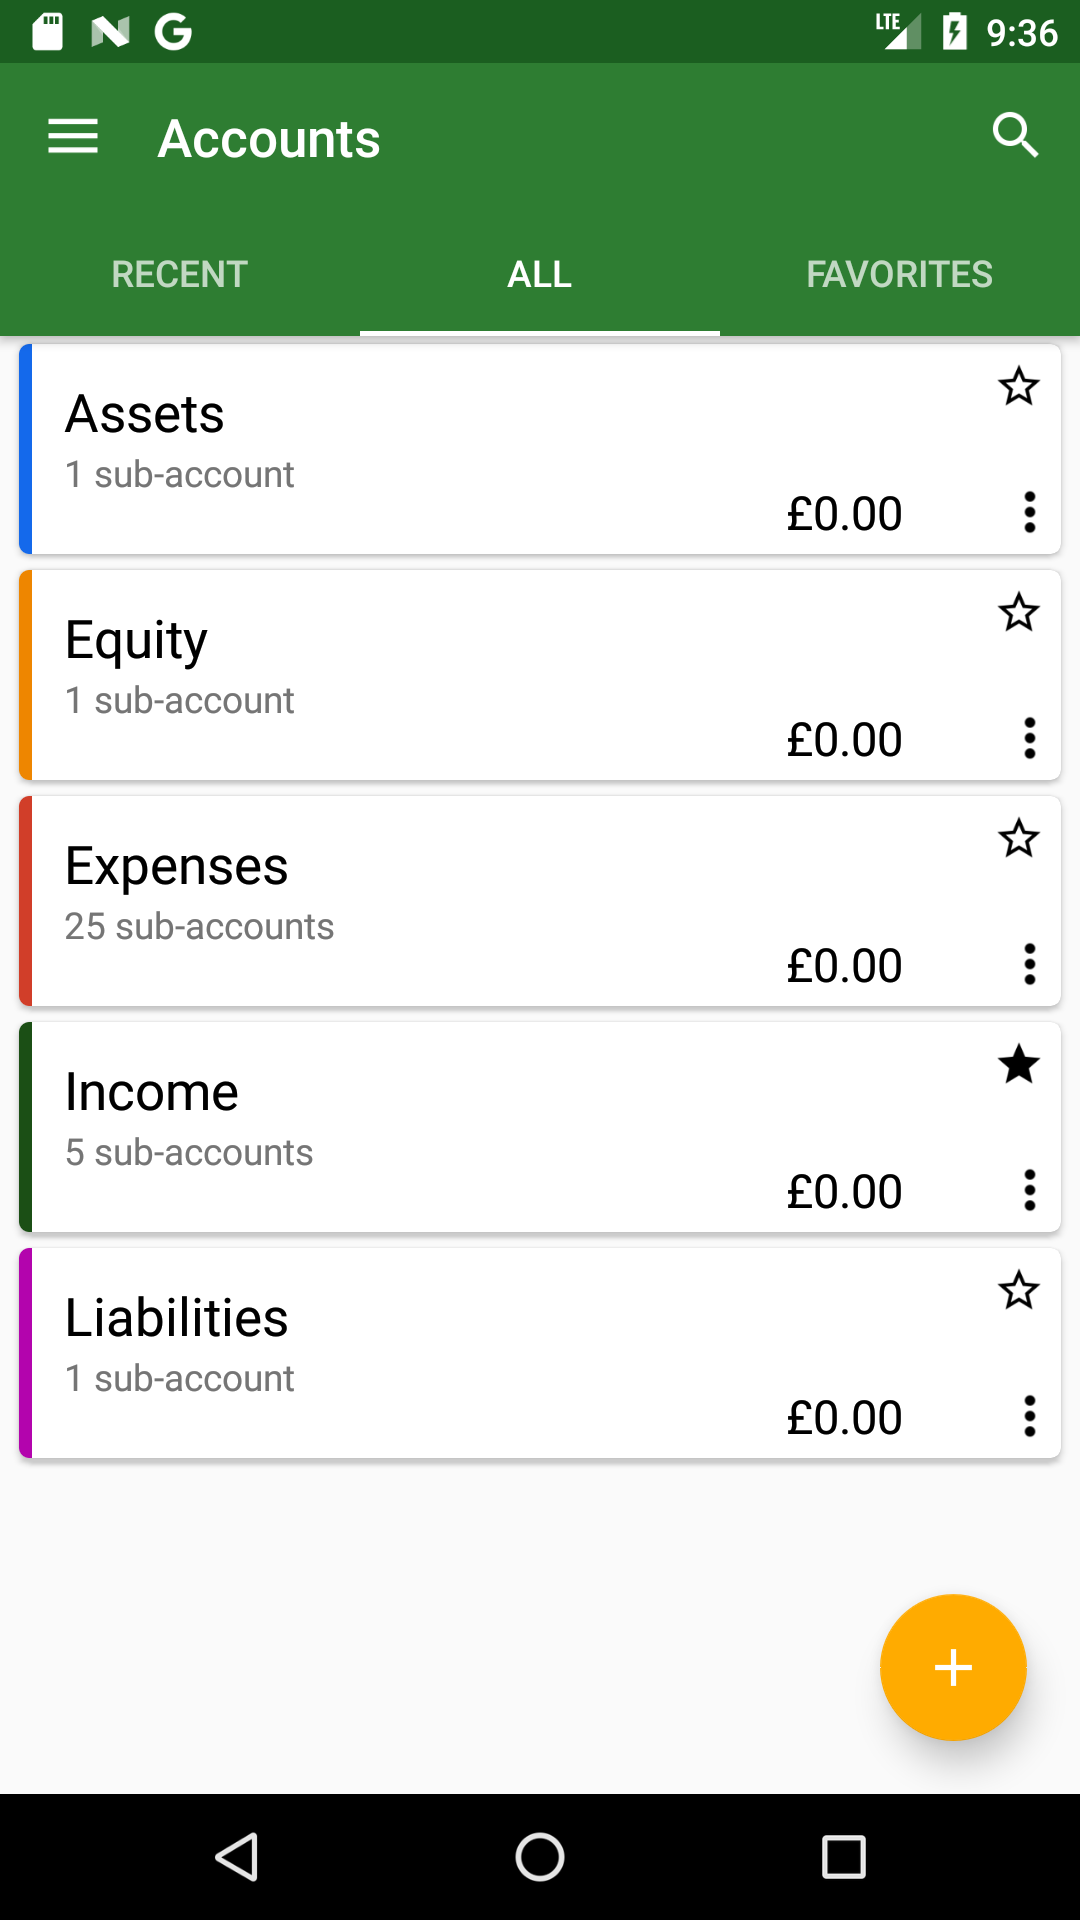 LTE 9:36
Accounts
RECENT ALL FAVORITES
Assets
1 sub-account
£0.00
Equity
1 sub-account
£0.00
Expenses
25 sub-accounts
£0.00
Income
5 sub-accounts
£0.00
Liabilities
1 sub-account
£0.00